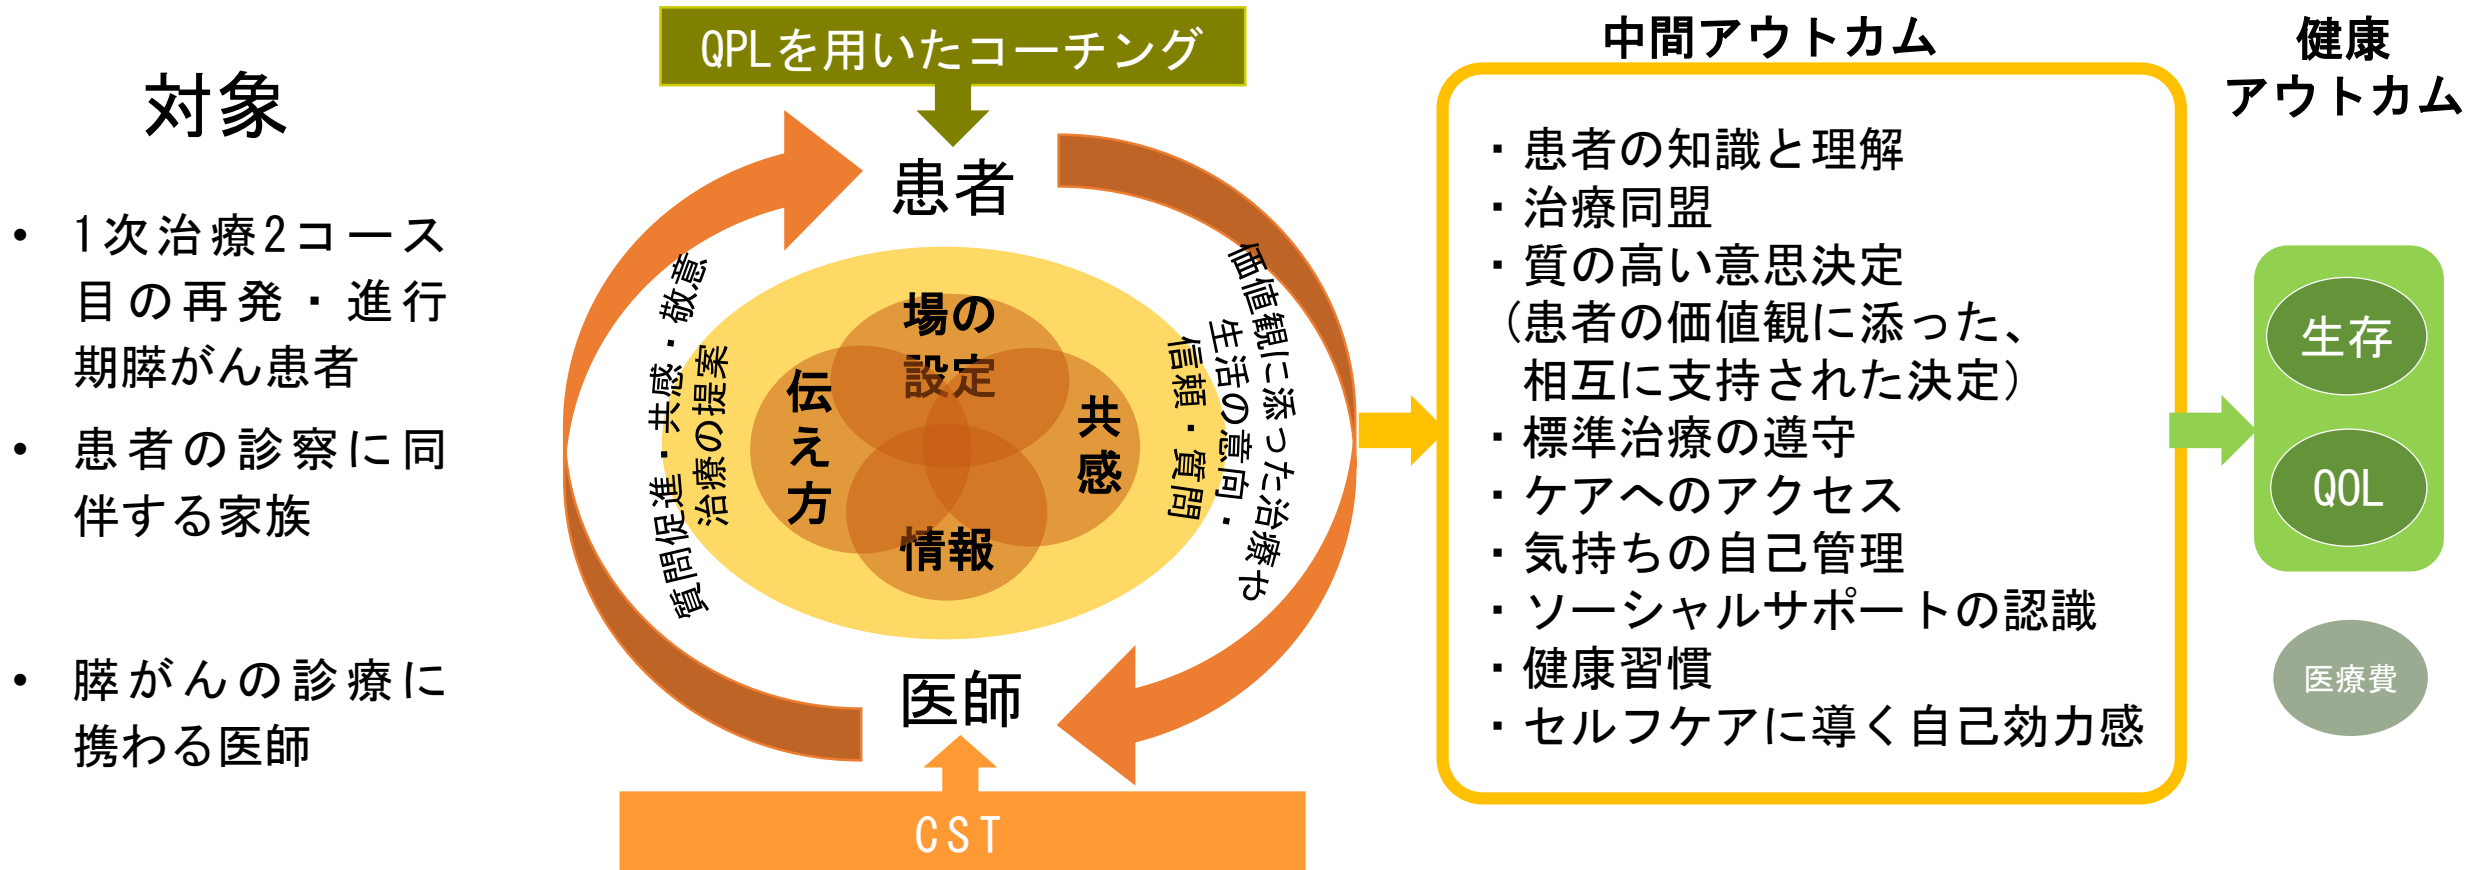 対象
• 1次治療2コース
目の再発・進行
期膵がん患者
• 患者の診察に同
伴する家族
• 膵がんの診療に
携わる医師
QPLを用いたコーチング
患者
質問促進・共感・敬意
治療の提案
場の
設定
伝え方
共感
情報
価値観に添った治療や
生活の意向・
信頼・質問
医師
CST
中間アウトカム
・患者の知識と理解
・治療同盟
・質の高い意思決定
(患者の価値観に添った、
相互に支持された決定)
・標準治療の遵守
・ケアへのアクセス
・気持ちの自己管理
・ソーシャルサポートの認識
・健康習慣
・セルフケアに導く自己効力感
健康
アウトカム
生存
QOL
医療費